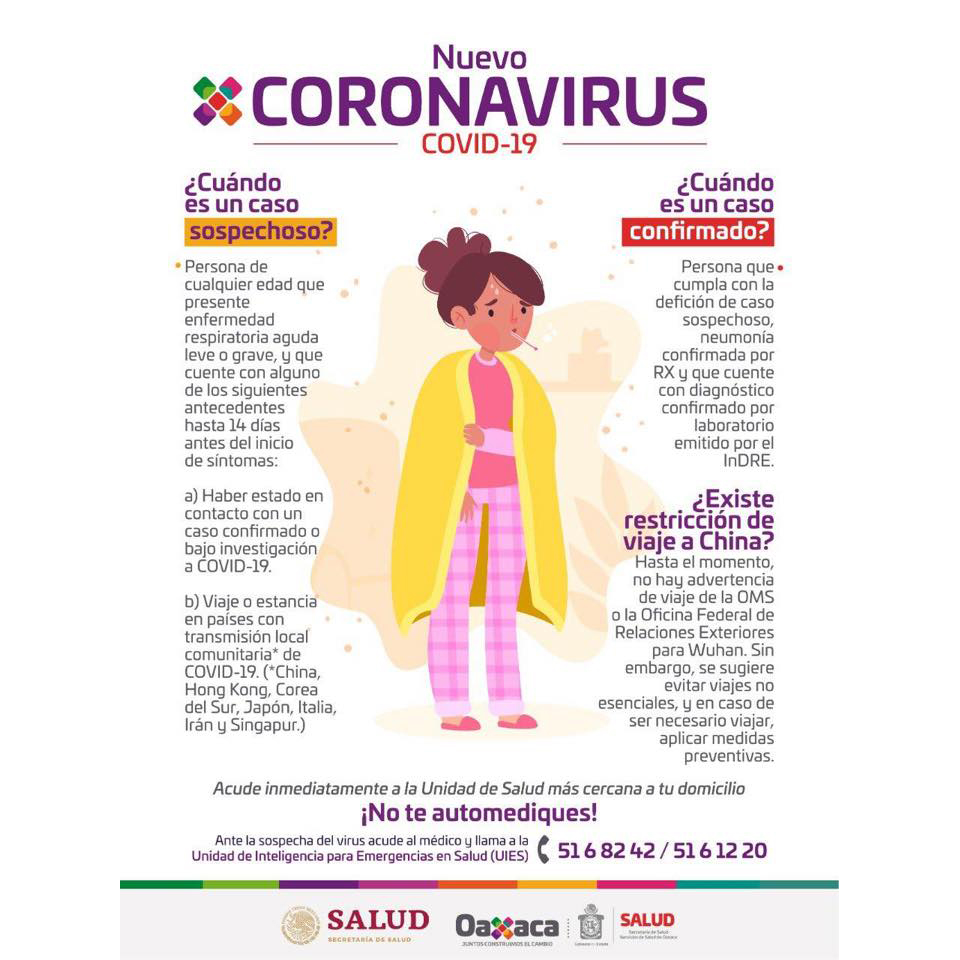 Nuevo
CORONAVIRUS
COVID-19
¿Cuándo
es un caso
sospechoso?
Persona de
cualquier edad que
presente
enfermedad
respiratoria aguda
leve o grave, y que
cuente con alguno
de los siguientes
antecedentes
hasta 14 días
antes del inicio
de síntomas:
a) Haber estado en
contacto con un
caso confirmado o
bajo investigación
a COVID-19.
b) Viaje o estancia
en países con
transmisión local
comunitaria* de
COVID-19. (*China,
Hong Kong, Corea
del Sur, Japón, Italia,
Irán y Singapur.)
¿Cuándo
es un caso
confirmado?
Persona que
cumpla con la
defición de caso
sospechoso,
neumonía
confirmada por
RX y que cuente
con diagnóstico
confirmado por
laboratorio
emitido por el
InDRE.
¿Existe
restricción de
viaje a China?
Hasta el momento,
no hay advertencia
de viaje de la OMS
o la Oficina Federal de
Relaciones Exteriores
para Wuhan. Sin
embargo, se sugiere
evitar viajes no
esenciales, y en caso de
ser necesario viajar,
aplicar medidas
preventivas.
Acude inmediatamente a la Unidad de Salud más cercana a tu domicilio
¡No te automediques!
Ante la sospecha del virus acude al médico y llama a la
Unidad de Inteligencia para Emergencias en Salud (UIES)
51 6 82 42 / 51 6 12 20
SALUD
SECRETARÍA DE SALUD
Oaxaca
JUNTOS CONSTRUIMOS EL CAMBIO
SALUD
Secretaría de Salud
Servicios de Salud de Oaxaca